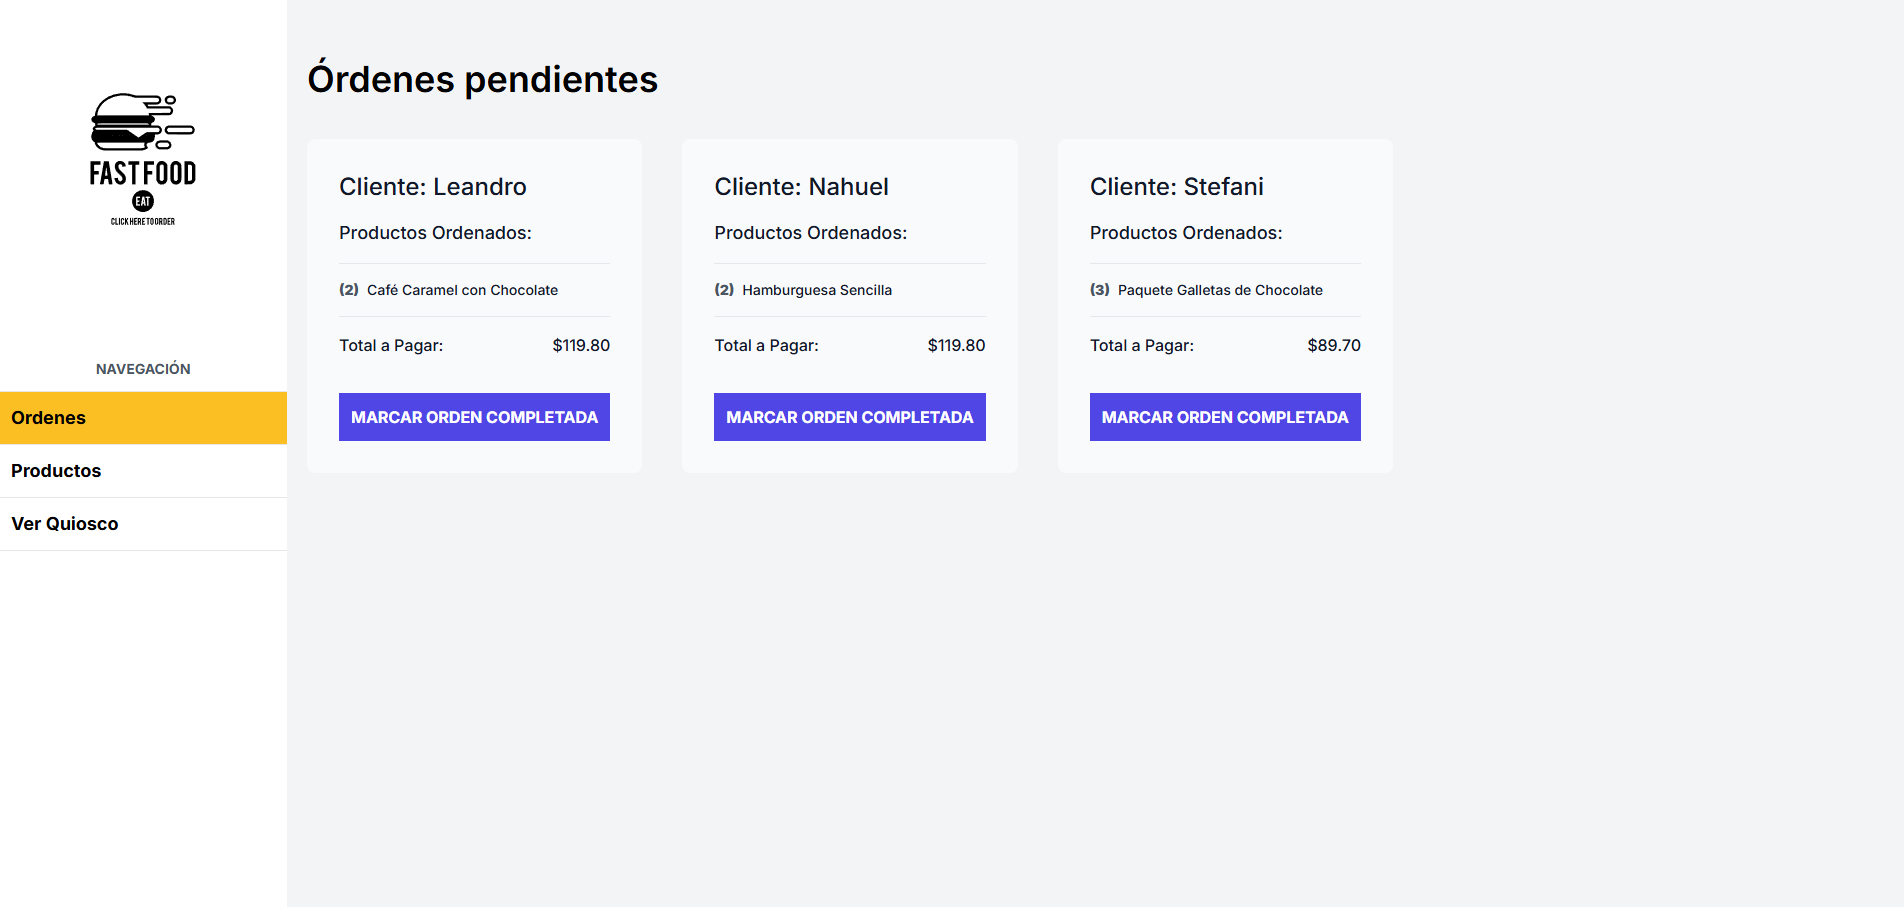 FAST FOOD
EAT
CLICK HERE TO ORDER
NAVEGACIÓN
Ordenes
Productos
Ver Quiosco
Órdenes pendientes
Cliente: Leandro
Productos Ordenados:
(2) Café Caramel con Chocolate
Total a Pagar: $119.80
MARCAR ORDEN COMPLETADA
Cliente: Nahuel
Productos Ordenados:
(2) Hamburguesa Sencilla
Total a Pagar: $119.80
MARCAR ORDEN COMPLETADA
Cliente: Stefani
Productos Ordenados:
(3) Paquete Galletas de Chocolate
Total a Pagar: $89.70
MARCAR ORDEN COMPLETADA